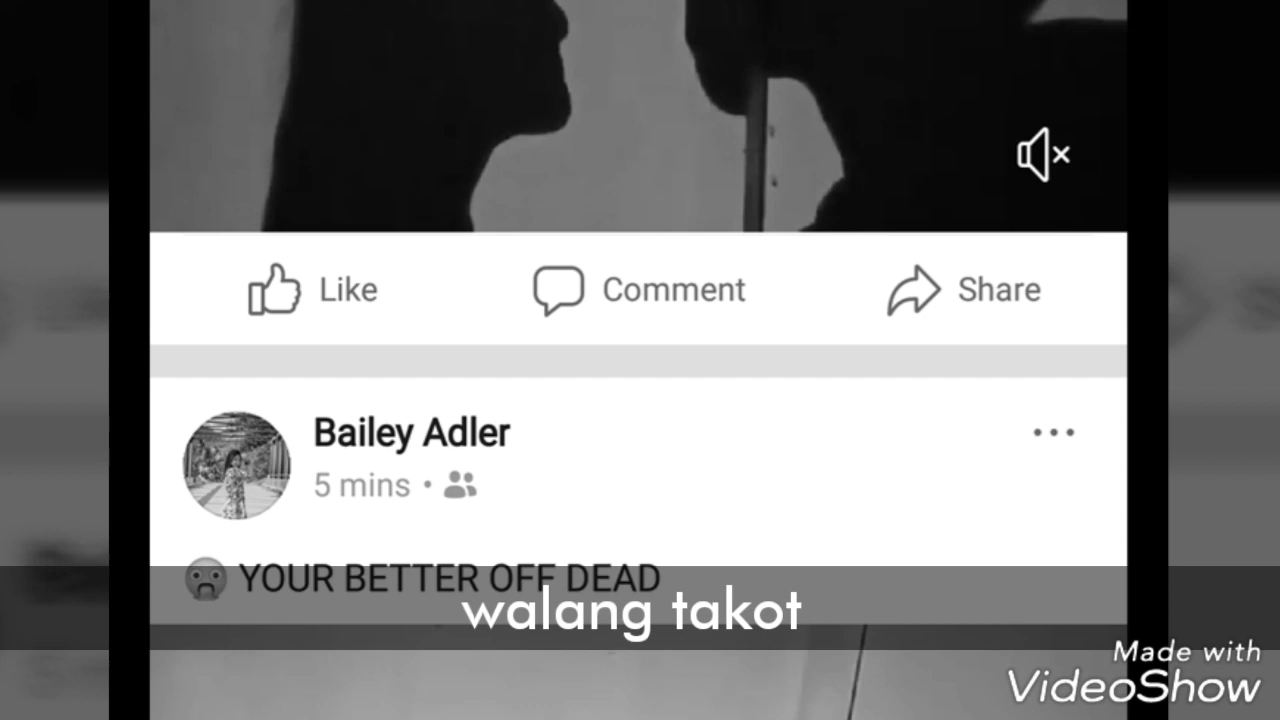 Like
Comment
Share
Bailey Adler
5 mins •
YOUR BETTER OFF DEAD
walang takot
Made with
VideoShow